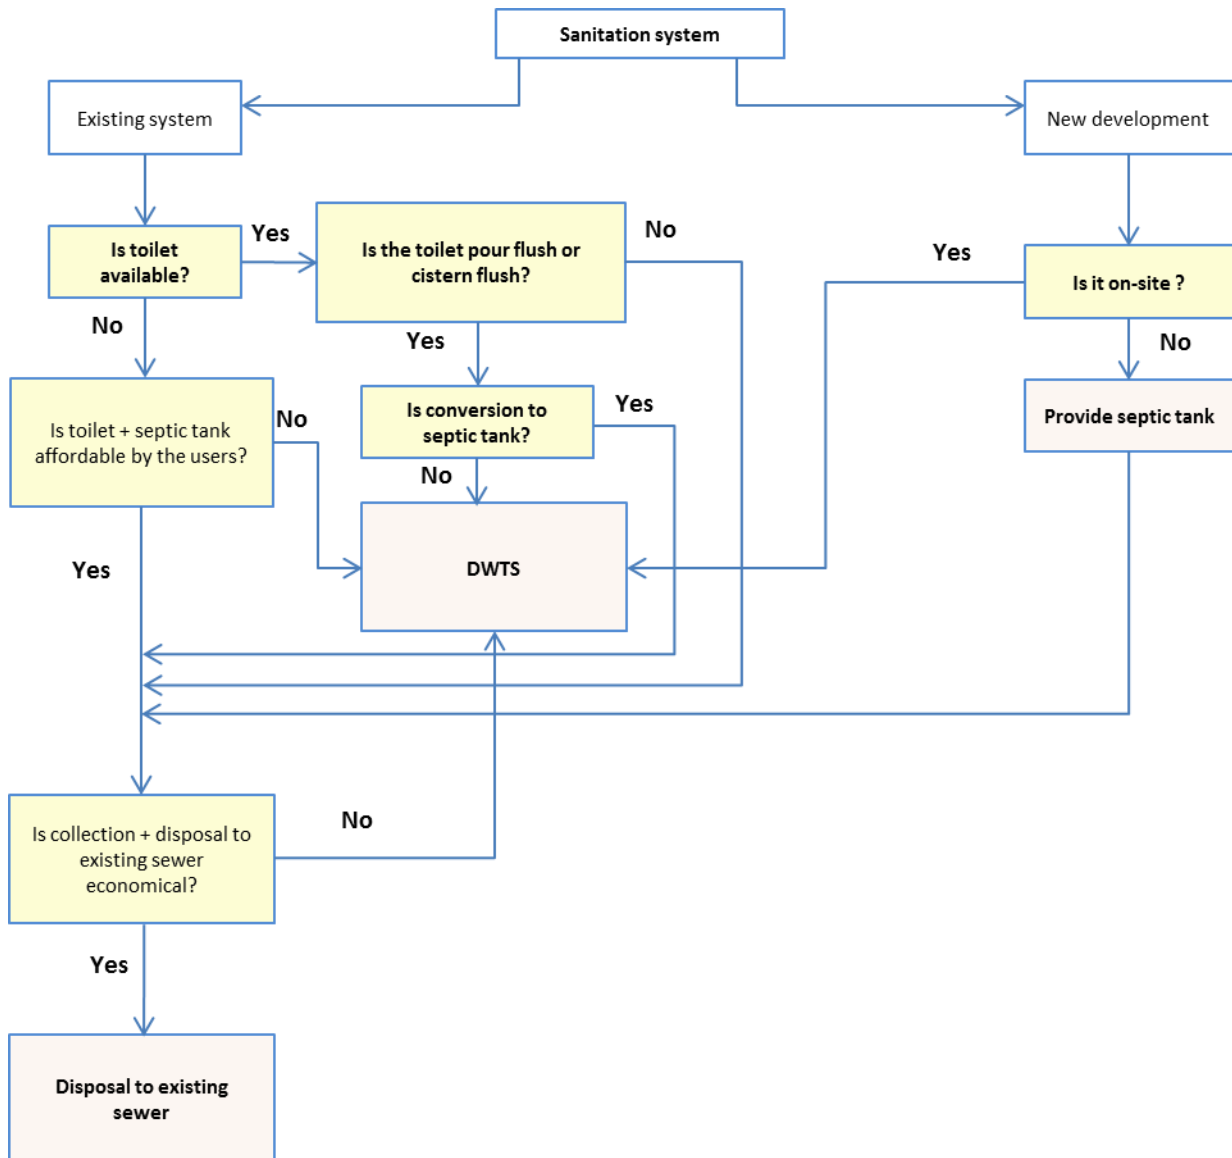 Sanitation system
Existing system
New development
Is toilet
available?
Yes
Is the toilet pour flush or
cistern flush?
No
Yes
Is it on-site ?
No
Yes
No
Is toilet + septic tank
affordable by the users?
No
Is conversion to
septic tank?
Yes
Provide septic tank
No
DWTS
Yes
Is collection + disposal to
existing sewer
economical?
No
Yes
Disposal to existing
sewer